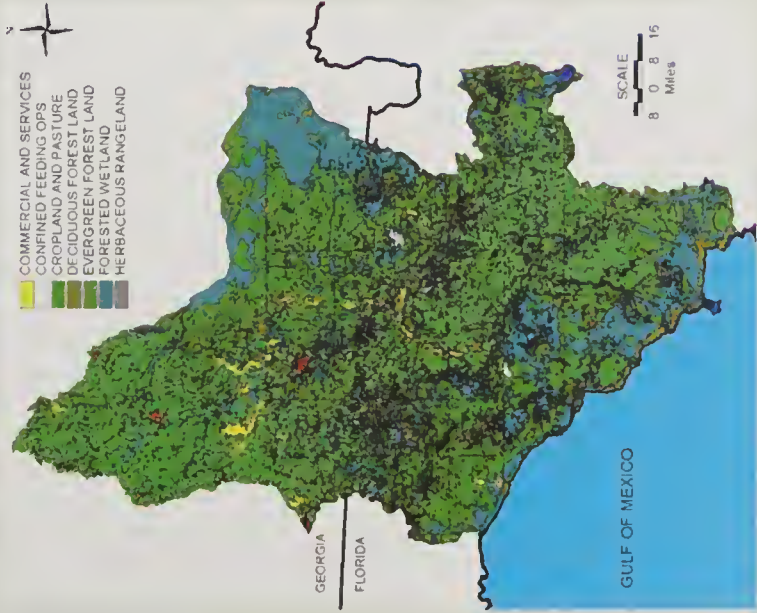 N
COMMERCIAL AND SERVICES
CONFINED FEEDING OPS
CROPLAND AND PASTURE
DECIDUOUS FOREST LAND
EVERGREEN FOREST LAND
FORESTED WETLAND
HERBACEOUS RANGELAND
SCALE
8 0 8 16
Miles
GEORGIA
FLORIDA
GULF OF MEXICO